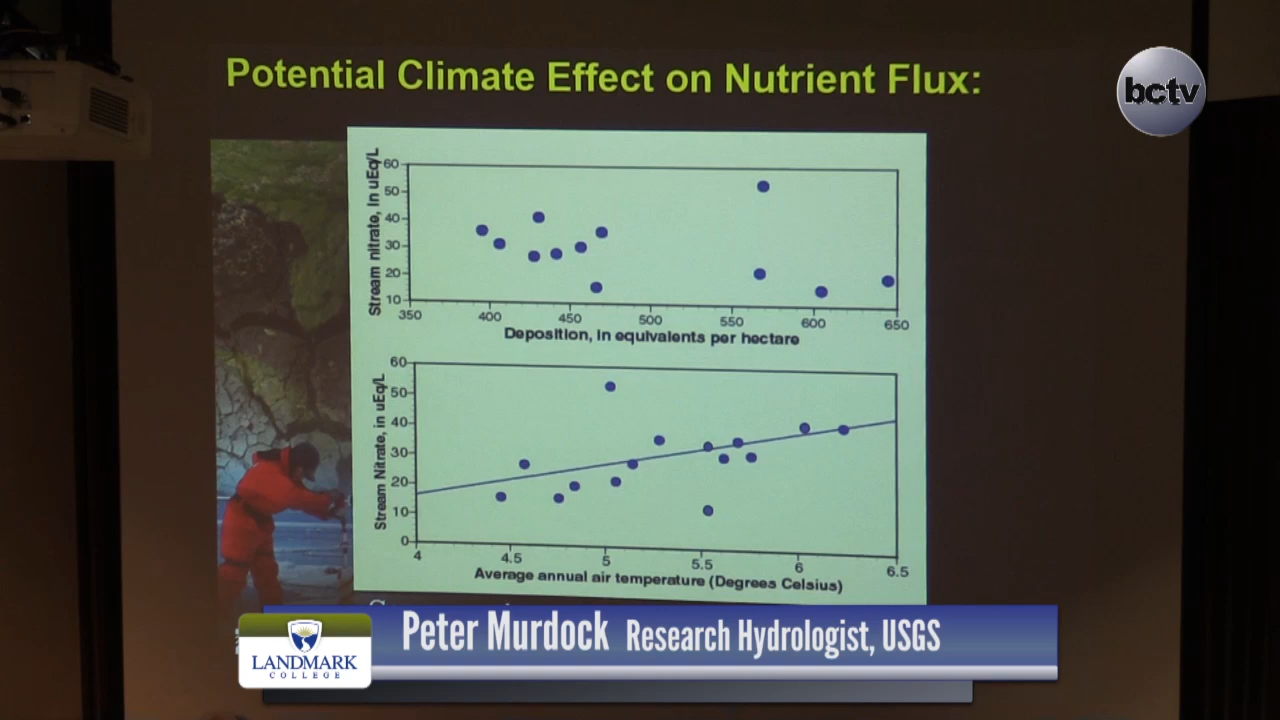 Potential Climate Effect on Nutrient Flux:
bctv
Stream nitrate, in uEq/L
60
50
40
30
20
10
350 400 450 500 550 600 650
Deposition, in equivalents per hectare
Stream Nitrate, in uEq/L
60
50
40
30
20
10
0
4 4.5 5 5.5 6 6.5
Average annual air temperature (Degrees Celsius)
Peter Murdock Research Hydrologist, USGS
LANDMARK
COLLEGE